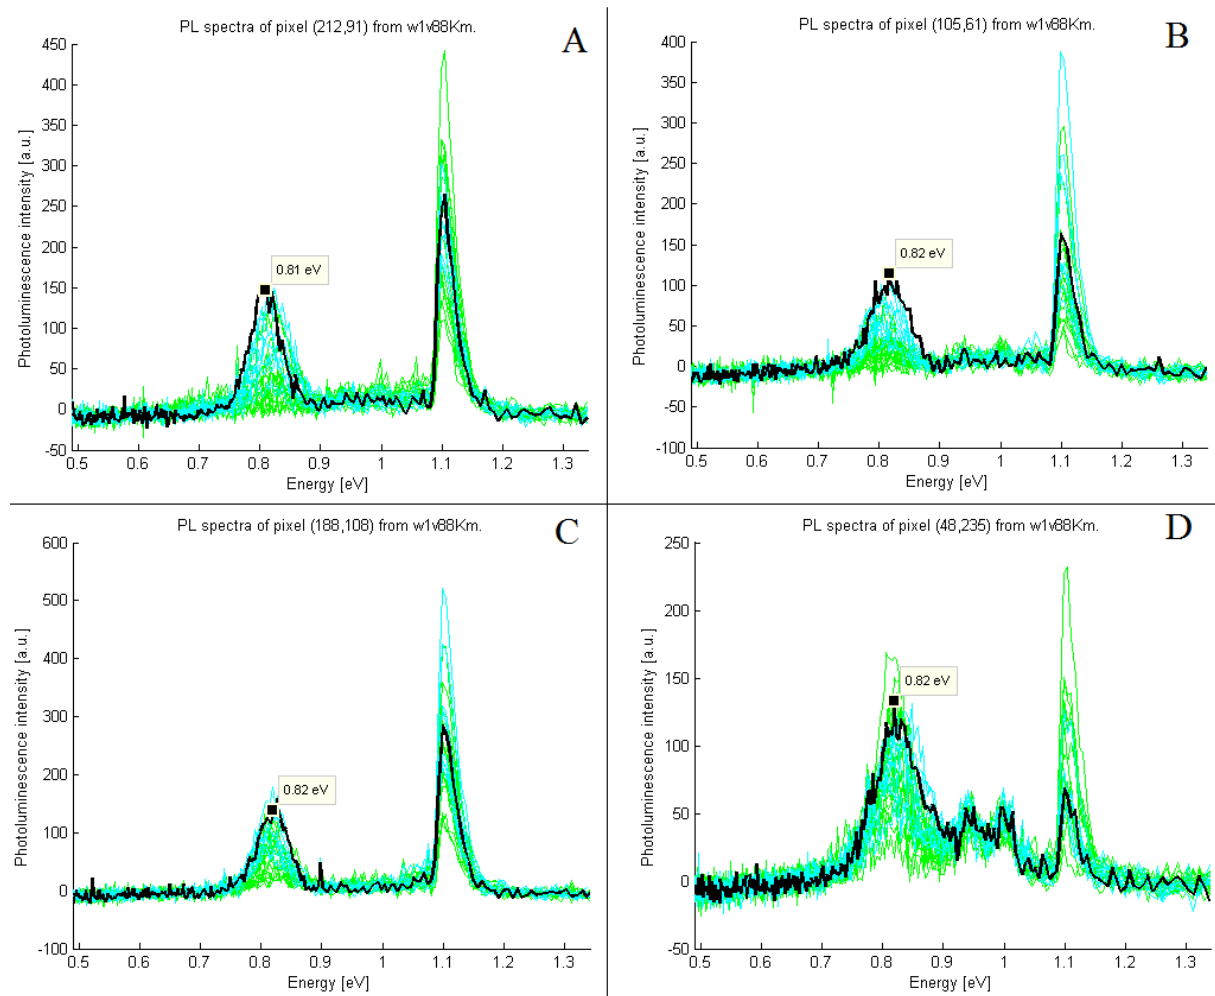 PL spectra of pixel (212,91) from w1v88Km.
A
Photoluminescence intensity [a.u.]
450
400
350
300
250
200
150
100
50
0
-50
0.81 eV
0.5 0.6 0.7 0.8 0.9 1 1.1 1.2 1.3
Energy [eV]
PL spectra of pixel (105,61) from w1v88Km.
B
Photoluminescence intensity [a.u.]
400
350
300
250
200
150
100
50
0
-50
-100
0.82 eV
0.5 0.6 0.7 0.8 0.9 1 1.1 1.2 1.3
Energy [eV]
PL spectra of pixel (188,108) from w1v88Km.
C
Photoluminescence intensity [a.u.]
600
500
400
300
200
100
0
-100
0.82 eV
0.5 0.6 0.7 0.8 0.9 1 1.1 1.2 1.3
Energy [eV]
PL spectra of pixel (48,235) from w1v88Km.
D
Photoluminescence intensity [a.u.]
250
200
150
100
50
0
-50
0.82 eV
0.5 0.6 0.7 0.8 0.9 1 1.1 1.2 1.3
Energy [eV]